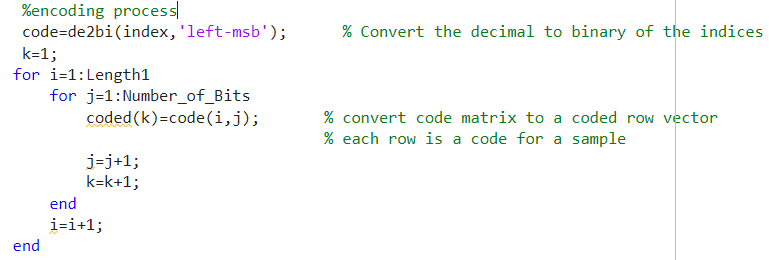 %encoding process
code=de2bi(index,'left-msb');      % Convert the decimal to binary of the indices
k=1;
for i=1:Length1
    for j=1:Number_of_Bits
        coded(k)=code(i,j);       % convert code matrix to a coded row vector
                                  % each row is a code for a sample
        j=j+1;
        k=k+1;
    end
    i=i+1;
end